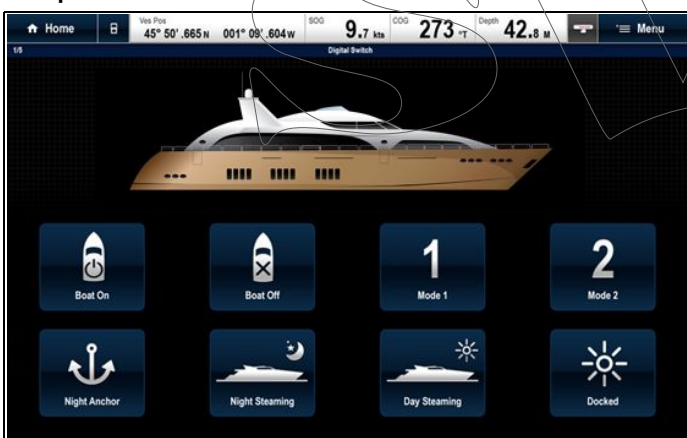 Home
Ves Pos
45° 50'.665 N 001° 09'.604 W
SOG
9.7 kts
COG
273 °T
Depth
42.8 M
Menu
1/5
Digital Switch
Boat On
Boat Off
1
Mode 1
2
Mode 2
Night Anchor
Night Steaming
Day Steaming
Docked